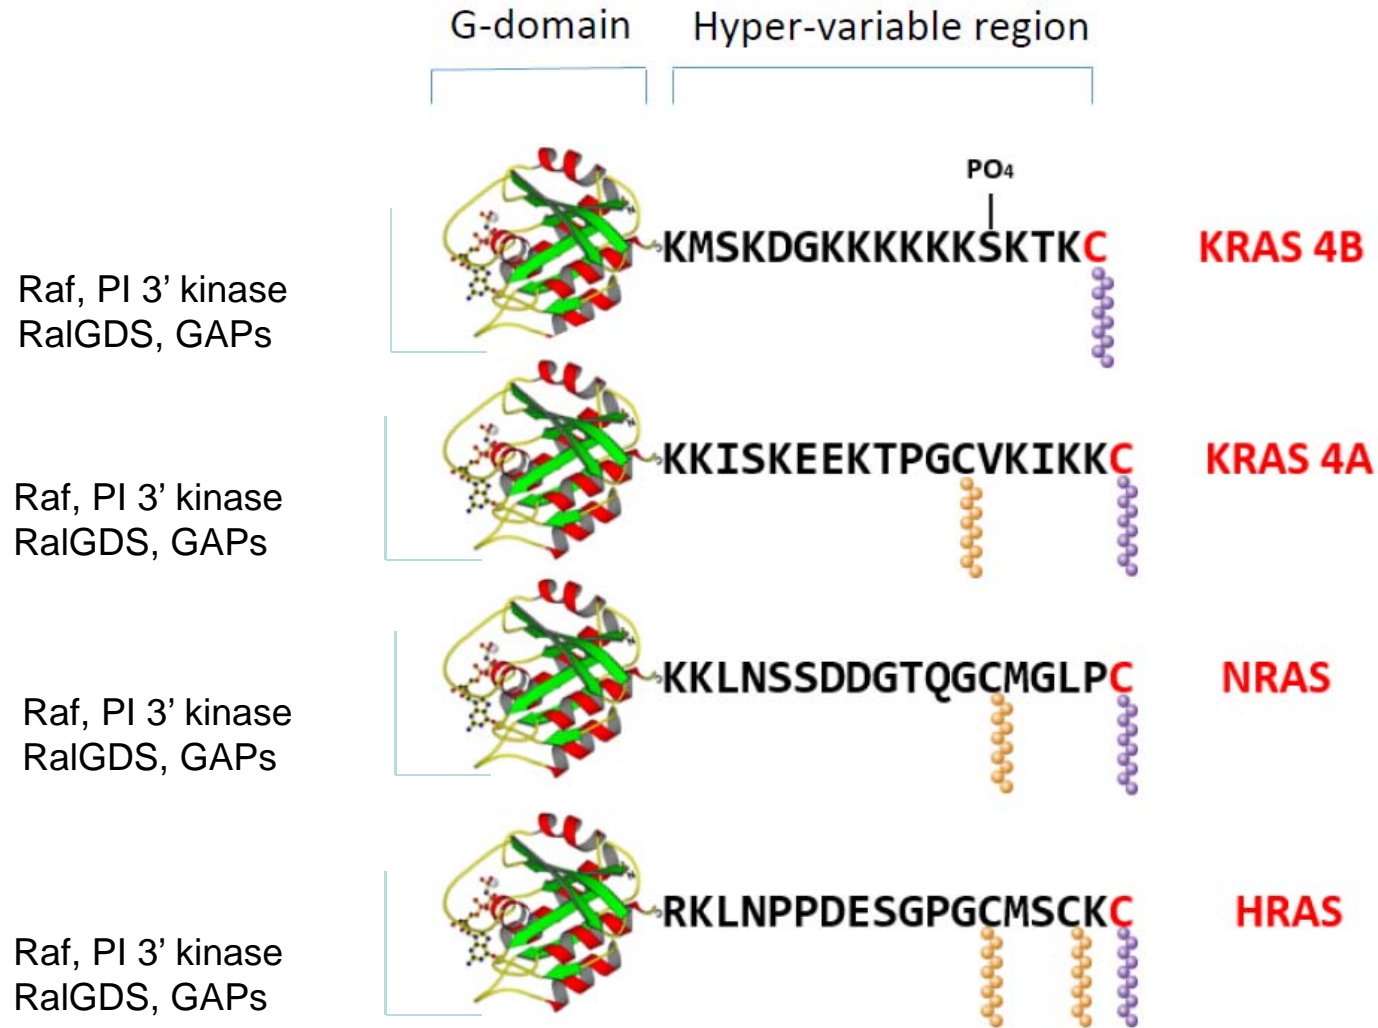 G-domain Hyper-variable region
PO4
KMSKDGKKKKKKSKTKC KRAS 4B
Raf, PI 3’ kinase
RalGDS, GAPs
KKISKEEKTPGCVKIKKC KRAS 4A
Raf, PI 3’ kinase
RalGDS, GAPs
KKLNSSDDGTQGCMGLPC NRAS
Raf, PI 3’ kinase
RalGDS, GAPs
RKLNPPDESGPGCMSCKC HRAS
Raf, PI 3’ kinase
RalGDS, GAPs